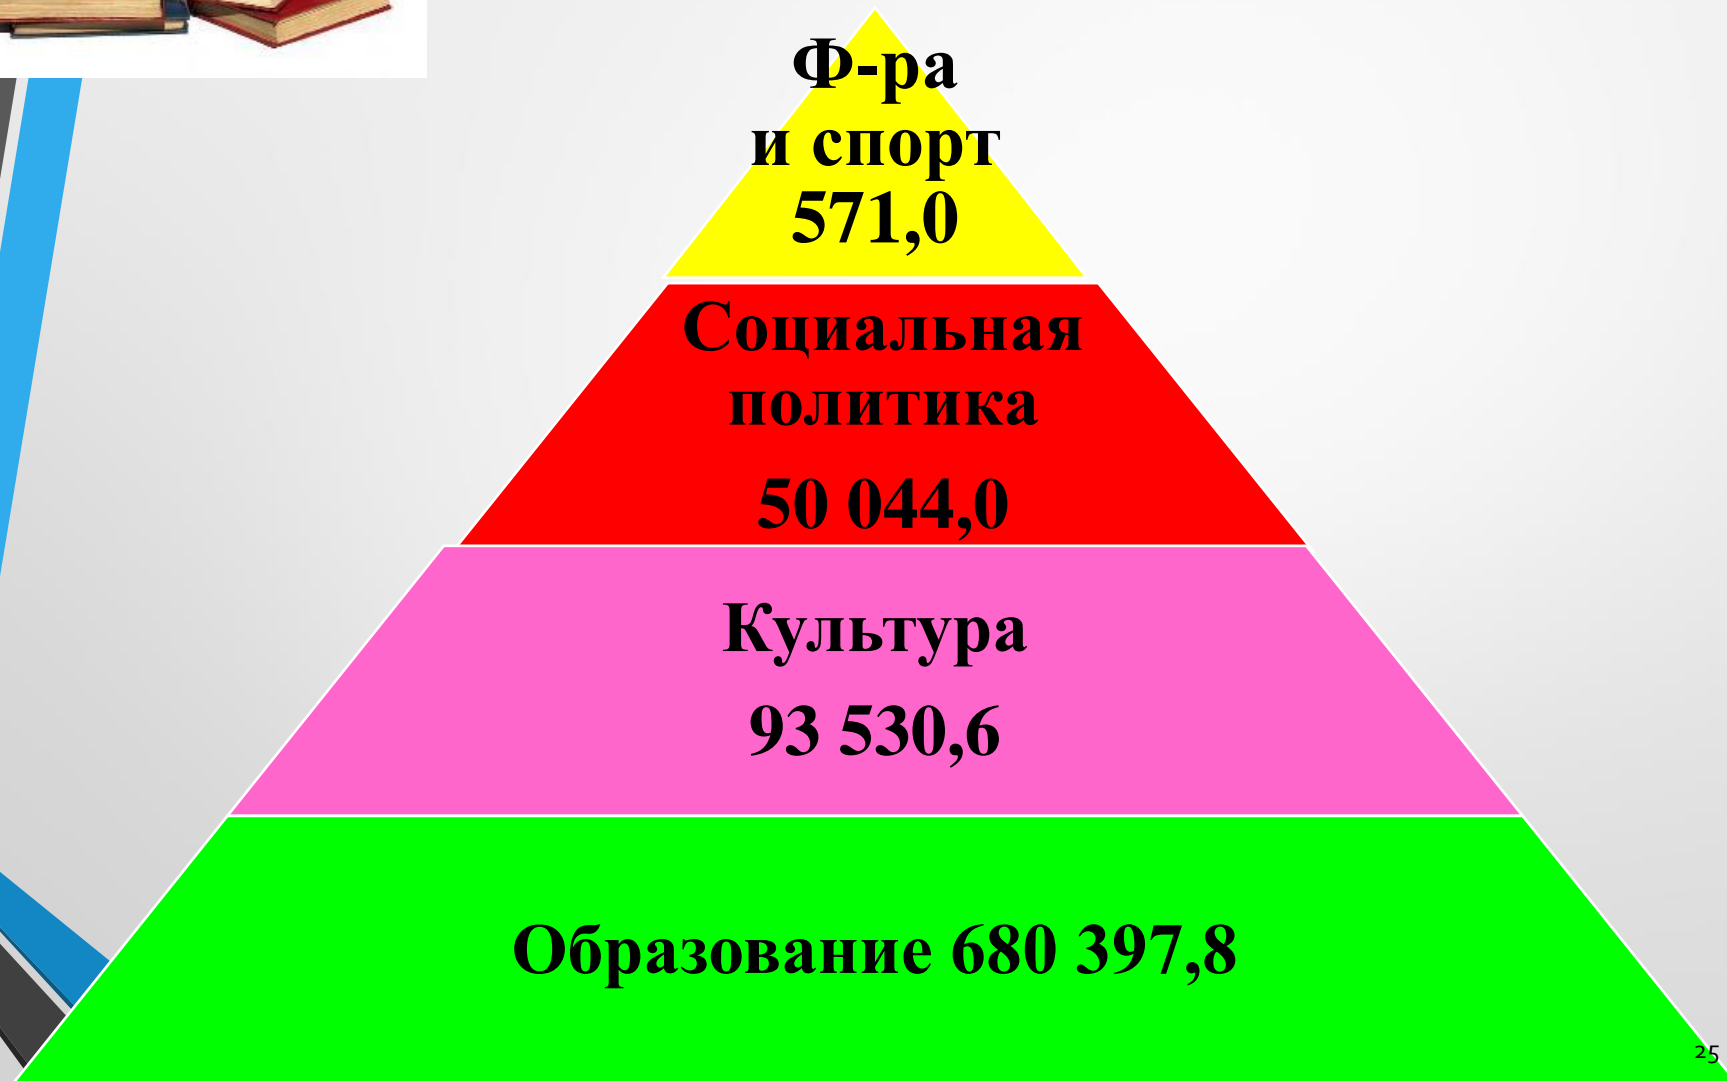 Ф-ра
и спорт
571,0
Социальная
политика
50 044,0
Культура
93 530,6
Образование 680 397,8
25